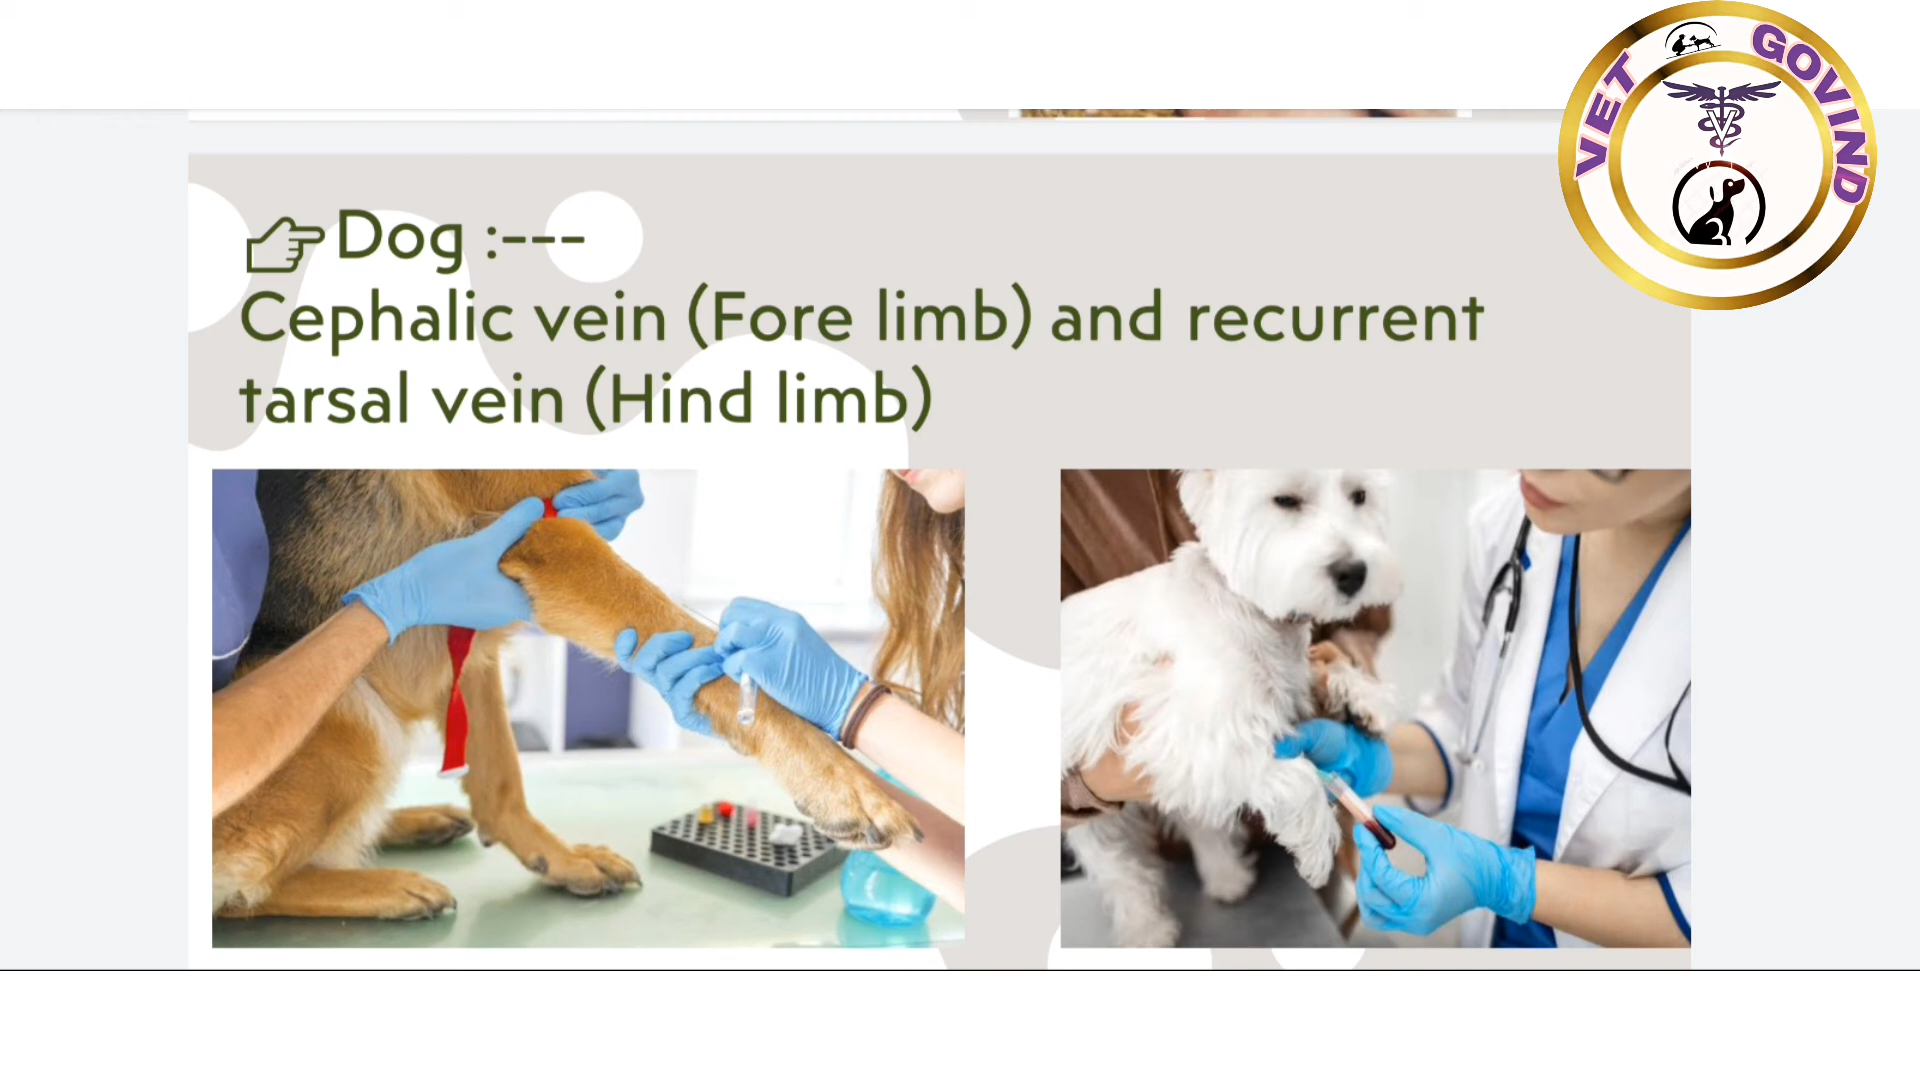 VET GOVIND
👉Dog :---
Cephalic vein (Fore limb) and recurrent
tarsal vein (Hind limb)